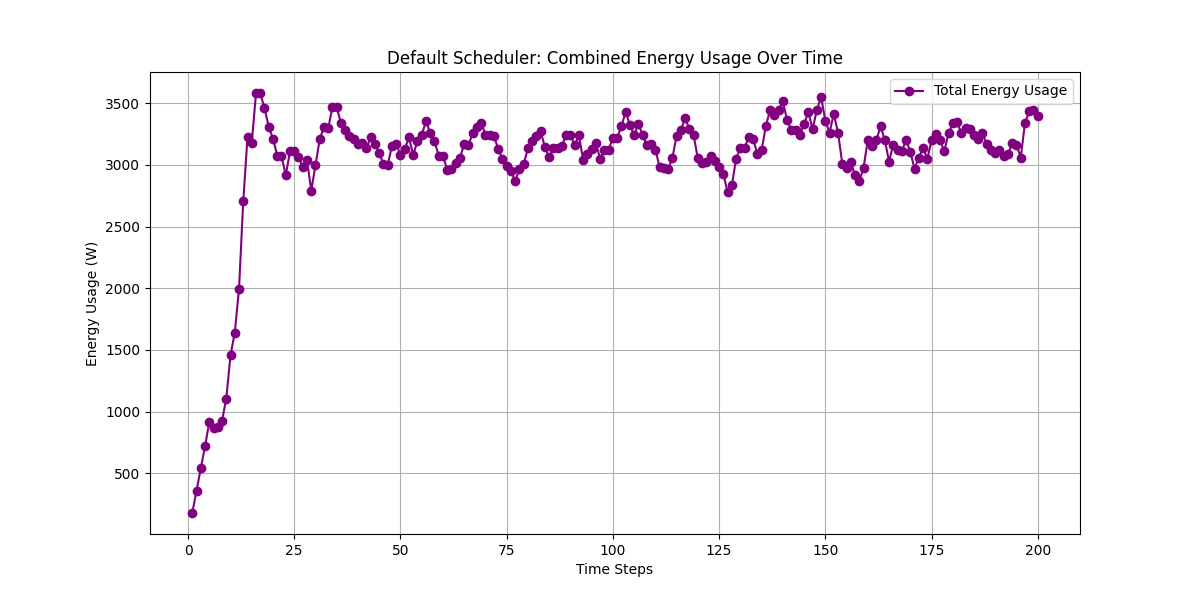 Default Scheduler: Combined Energy Usage Over Time
Total Energy Usage
3500
3000
2500
2000
1500
1000
500
Energy Usage (W)
0 25 50 75 100 125 150 175 200
Time Steps